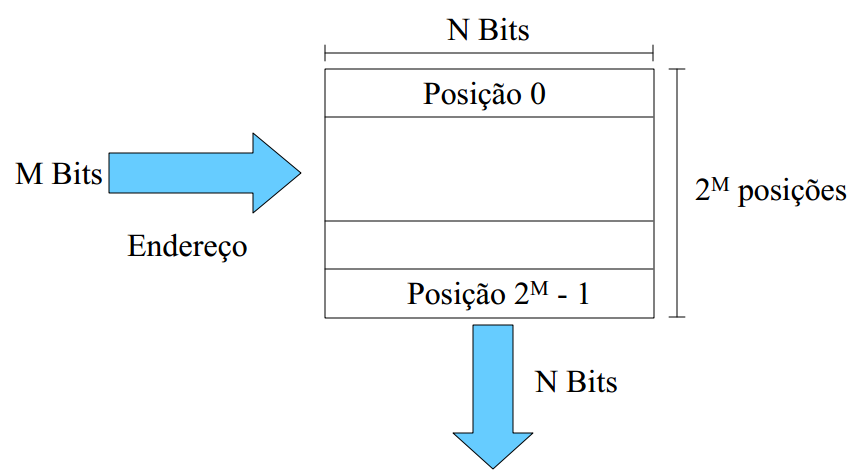 N Bits
Posição 0
M Bits
2ᴹ posições
Endereço
Posição 2ᴹ - 1
N Bits